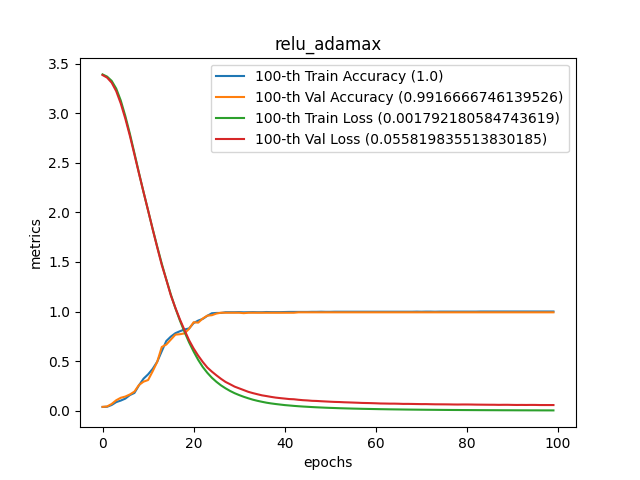 relu_adamax
100-th Train Accuracy (1.0)
100-th Val Accuracy (0.9916666746139526)
100-th Train Loss (0.001792180584743619)
100-th Val Loss (0.055819835513830185)
metrics
3.5
3.0
2.5
2.0
1.5
1.0
0.5
0.0
0 20 40 60 80 100
epochs